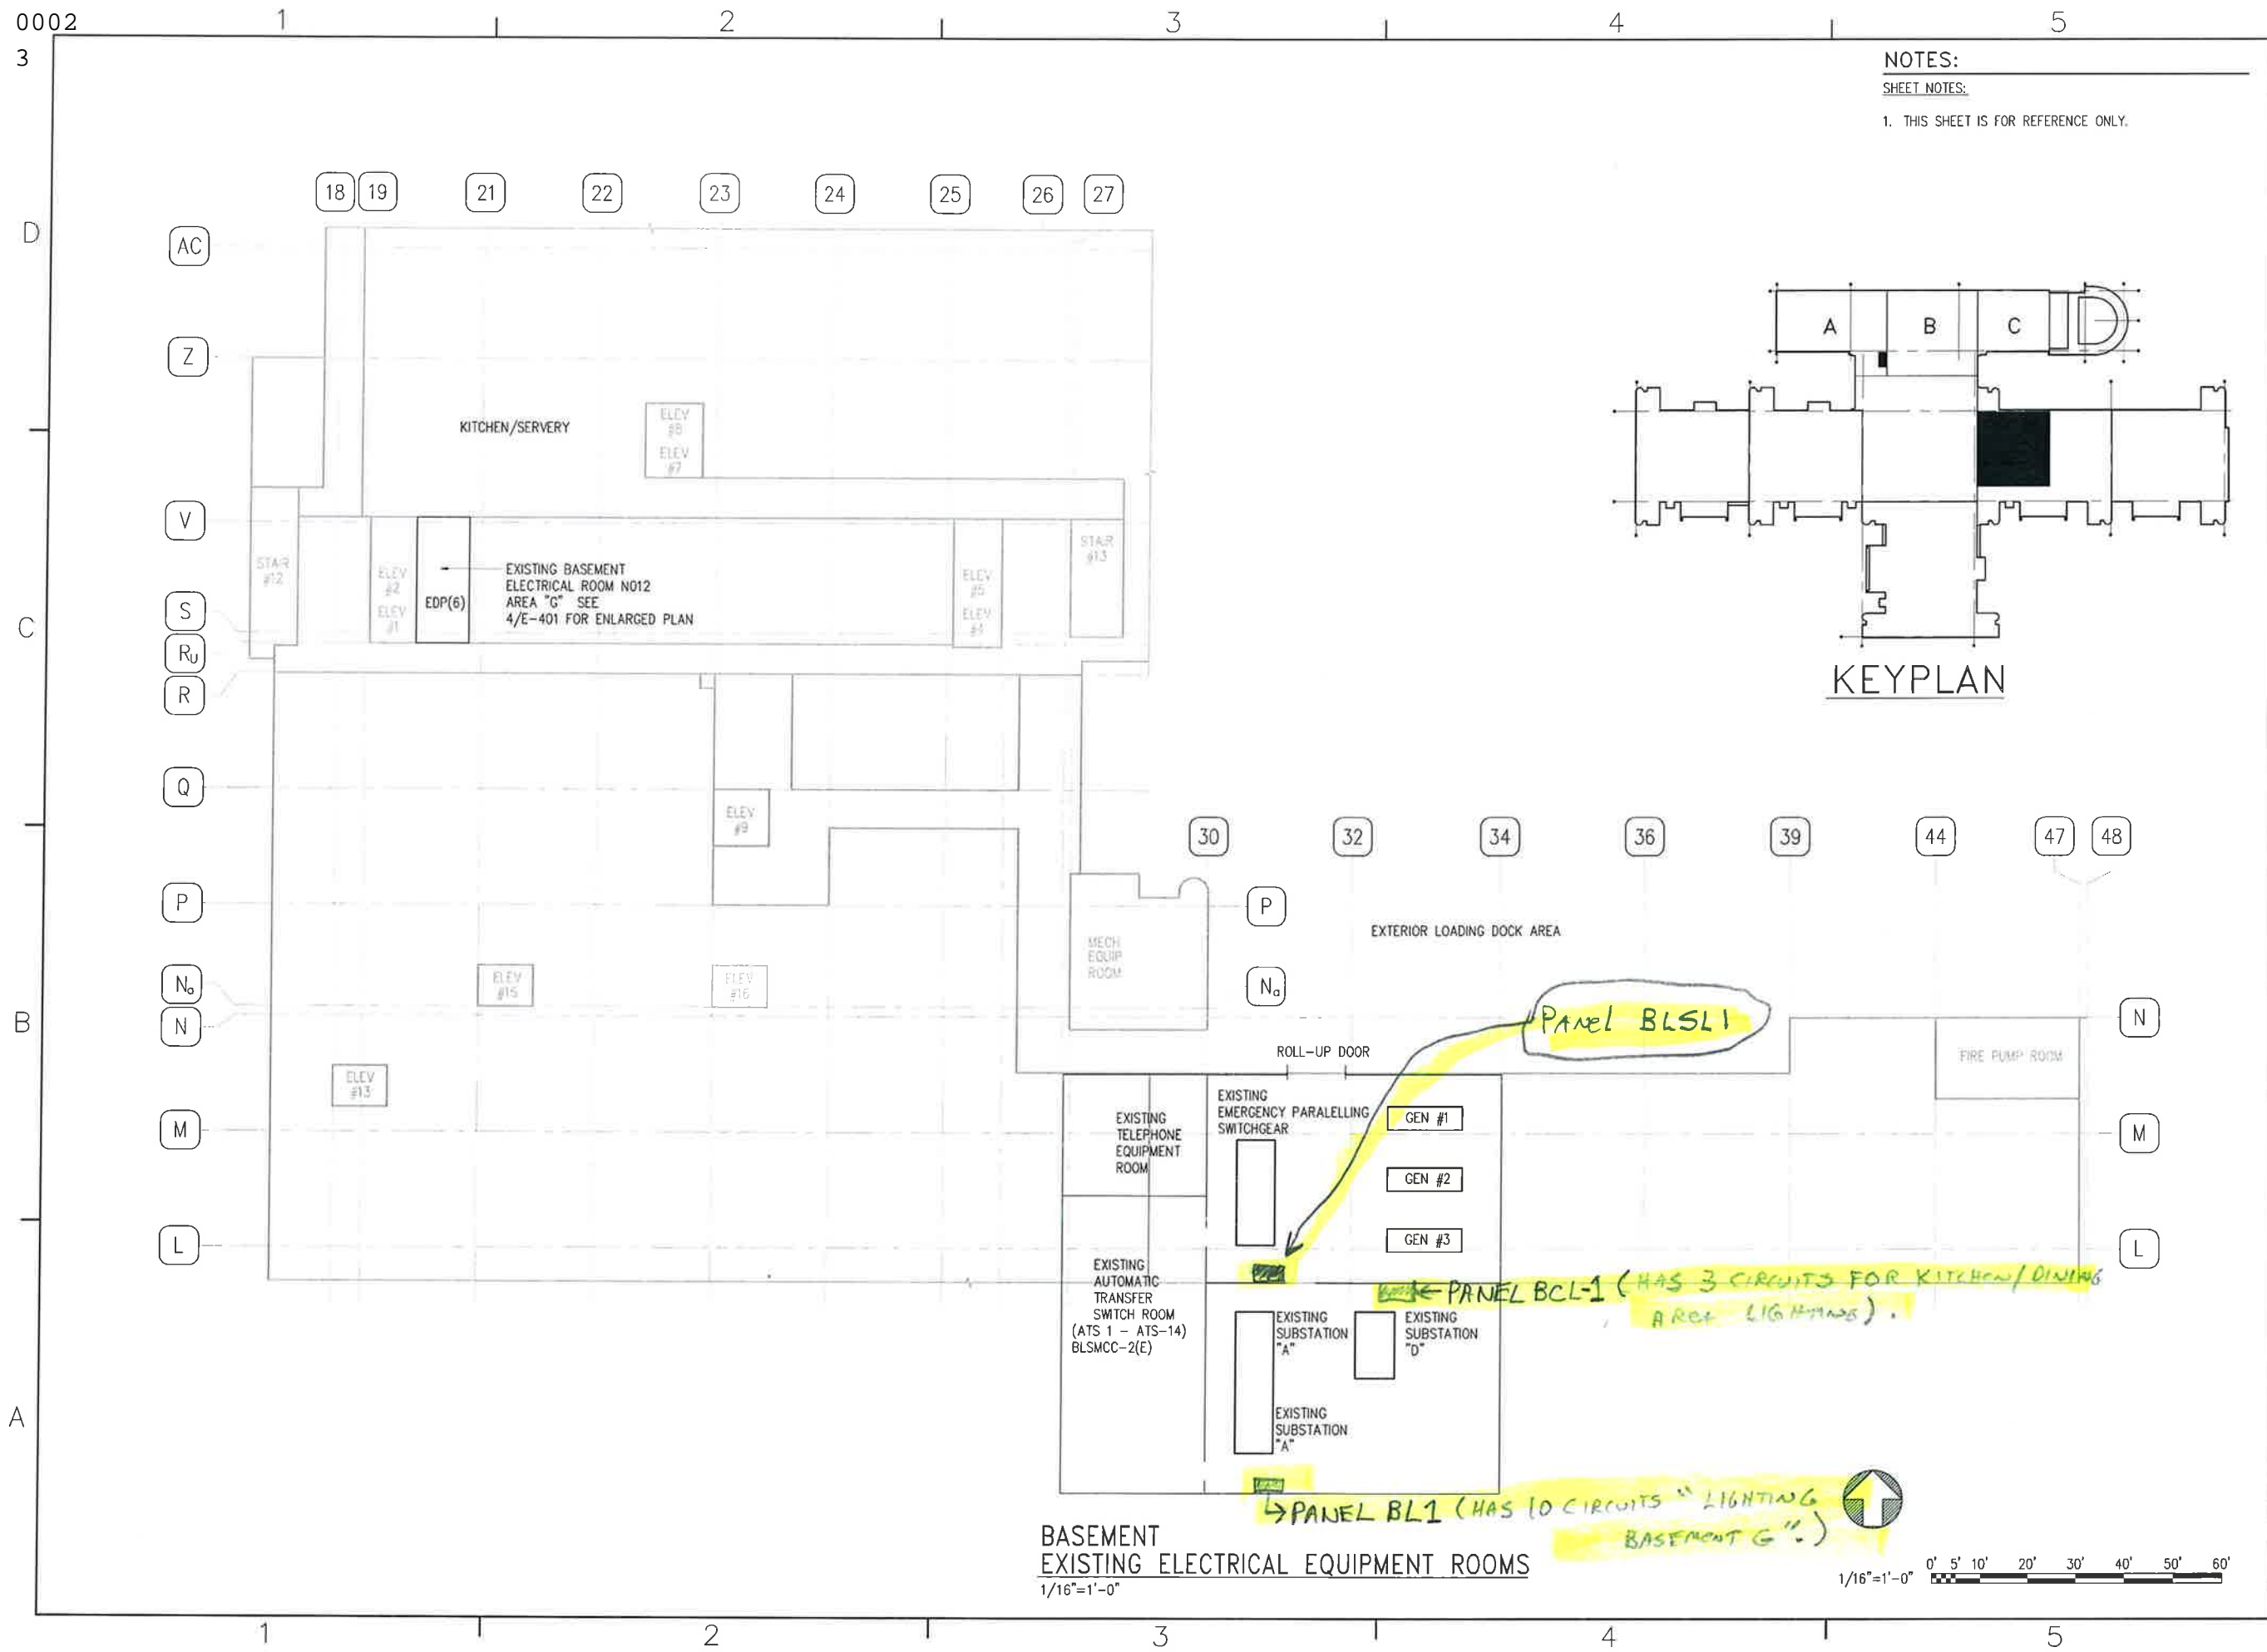 0002
3
1 2 3 4 5
NOTES:
SHEET NOTES:
1. THIS SHEET IS FOR REFERENCE ONLY.
18 19 21 22 23 24 25 26 27
D
AC
Z
KITCHEN/SERVERY
ELEV
#8
ELEV
#7
A B C
KEYPLAN
V
STAIR
#12
ELEV
#2
ELEV
#1
EDP(6)
EXISTING BASEMENT
ELECTRICAL ROOM N012
AREA "G" SEE
4/E-401 FOR ENLARGED PLAN
ELEV
#5
ELEV
#4
STAIR
#13
C
S
RU
R
Q
ELEV
#9
30 32 34 36 39 44 47 48
P
P
EXTERIOR LOADING DOCK AREA
MECH
EQUIP
ROOM
Na
ELEV
#15
ELEV
#16
Na
B
N
PANEL BLSL1
N
ROLL-UP DOOR
FIRE PUMP ROOM
ELEV
#13
M
EXISTING
TELEPHONE
EQUIPMENT
ROOM
EXISTING
EMERGENCY PARALELLING
SWITCHGEAR
GEN #1
M
GEN #2
GEN #3
L
L
EXISTING
AUTOMATIC
TRANSFER
SWITCH ROOM
(ATS 1 - ATS-14)
BLSMCC-2(E)
PANEL BCL-1 (HAS 3 CIRCUITS FOR KITCHEN/DINING
AREA LIGHTING).
EXISTING
SUBSTATION
"A"
EXISTING
SUBSTATION
"D"
A
EXISTING
SUBSTATION
"A"
PANEL BL1 (HAS 10 CIRCUITS "LIGHTING
BASEMENT G".)
BASEMENT
EXISTING ELECTRICAL EQUIPMENT ROOMS
1/16"=1'-0"
1/16"=1'-0" 0' 5' 10' 20' 30' 40' 50' 60'
1 2 3 4 5